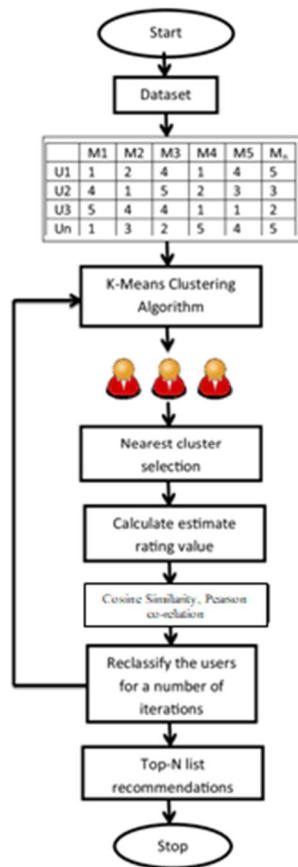 Start
Dataset
M1 M2 M3 M4 M5 Mn
U1 1 2 4 1 4 5
U2 4 1 5 2 3 3
U3 5 4 4 1 1 2
Un 1 3 2 5 4 5
K-Means Clustering
Algorithm
Nearest cluster
selection
Calculate estimate
rating value
Cosine Similarity, Pearson
co-relation
Reclassify the users
for a number of
iterations
Top-N list
recommendations
Stop